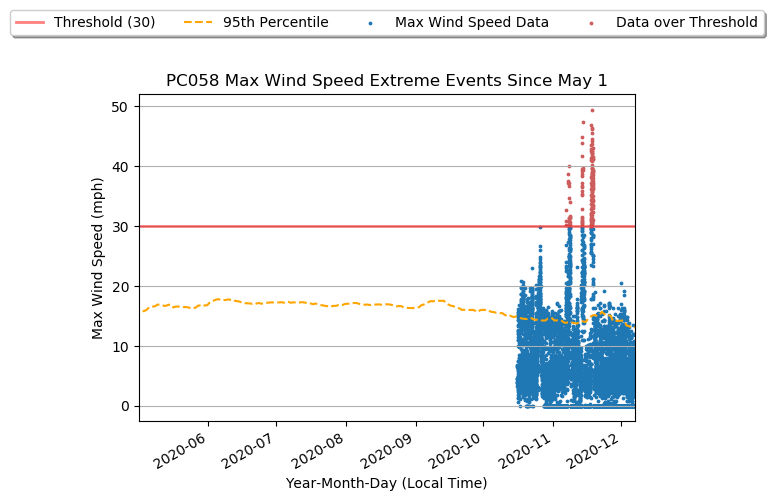 Threshold (30) 95th Percentile Max Wind Speed Data Data over Threshold
PC058 Max Wind Speed Extreme Events Since May 1
50
40
30
20
10
0
Max Wind Speed (mph)
2020-06 2020-07 2020-08 2020-09 2020-10 2020-11 2020-12
Year-Month-Day (Local Time)